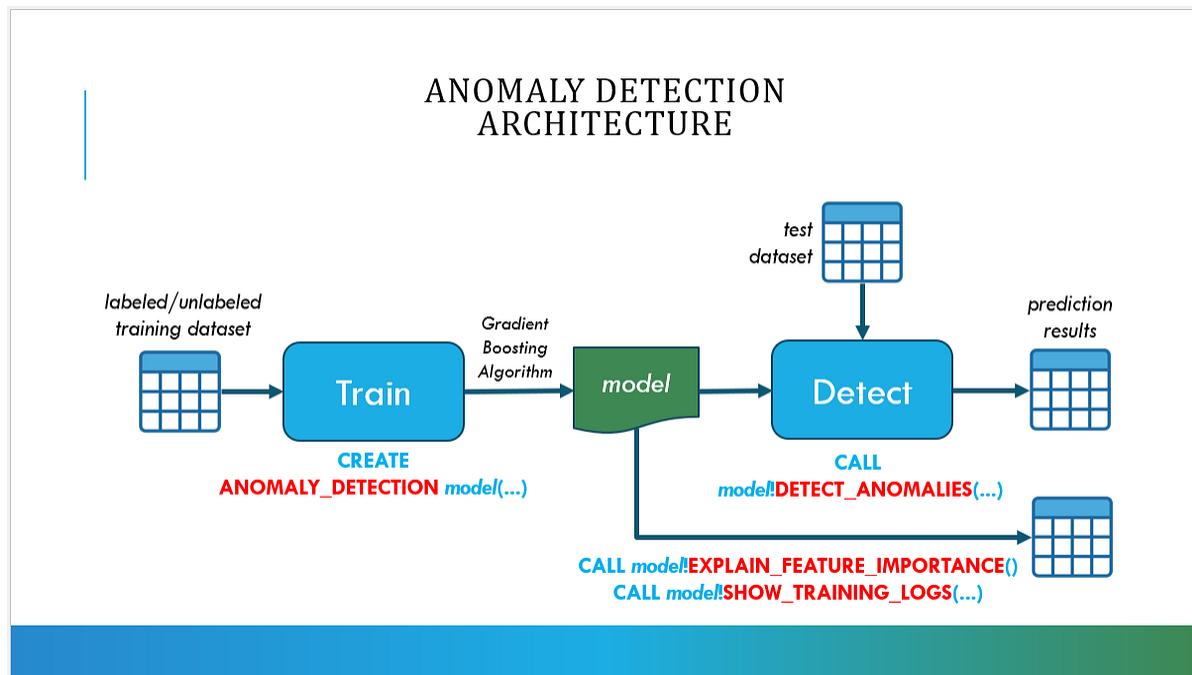 ANOMALY DETECTION
ARCHITECTURE
test
dataset
labeled/unlabeled
training dataset
Train
CREATE
ANOMALY_DETECTION model(...)
Gradient
Boosting
Algorithm
model
Detect
CALL
model!DETECT_ANOMALIES(...)
prediction
results
CALL model!EXPLAIN_FEATURE_IMPORTANCE()
CALL model!SHOW_TRAINING_LOGS(...)